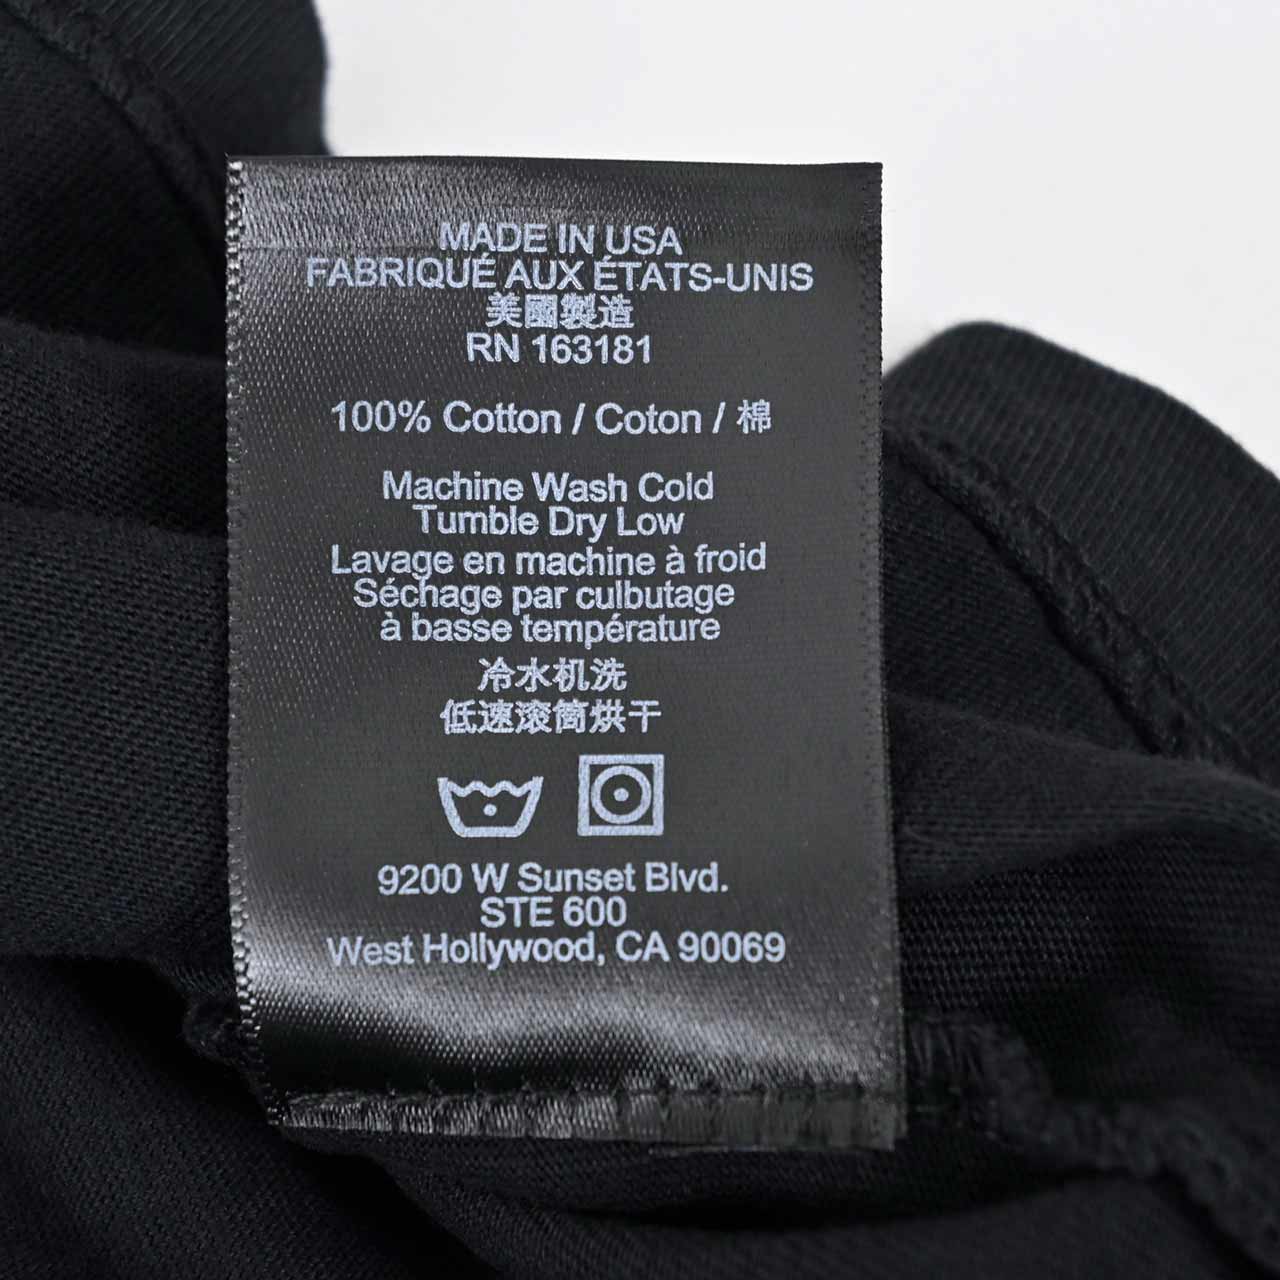 MADE IN USA
FABRIQUÉ AUX ÉTATS-UNIS
美國製造
RN 163181
100% Cotton / Coton / 棉
Machine Wash Cold
Tumble Dry Low
Lavage en machine à froid
Séchage par culbutage
à basse température
冷水机洗
低速滚筒烘干
9200 W Sunset Blvd.
STE 600
West Hollywood, CA 90069